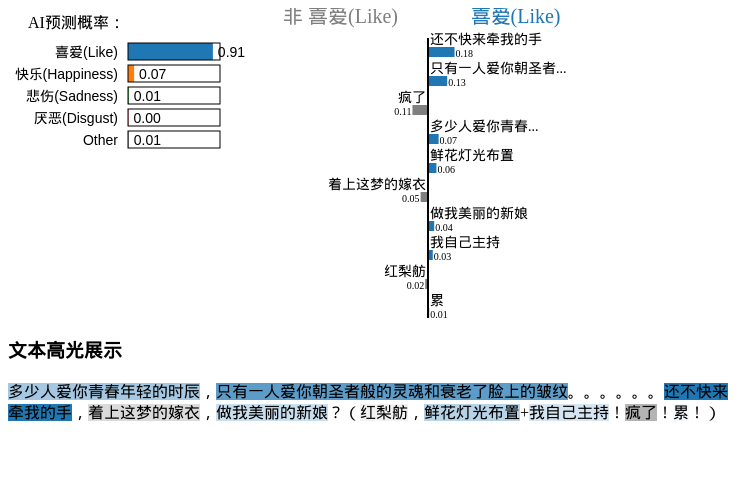 AI预测概率：
喜爱(Like) 0.91
快乐(Happiness) 0.07
悲伤(Sadness) 0.01
厌恶(Disgust) 0.00
Other 0.01
非 喜爱(Like) 喜爱(Like)
还不快来牵我的手
0.18
只有一人爱你朝圣者...
0.13
疯了
0.11
多少人爱你青春...
0.07
鲜花灯光布置
0.06
着上这梦的嫁衣
0.05
做我美丽的新娘
0.04
我自己主持
0.03
红梨舫
0.02
累
0.01
文本高光展示
多少人爱你青春年轻的时辰，只有一人爱你朝圣者般的灵魂和衰老了脸上的皱纹。。。。。。还不快来
牵我的手，着上这梦的嫁衣，做我美丽的新娘？（红梨舫，鲜花灯光布置+我自己主持！疯了！累！）